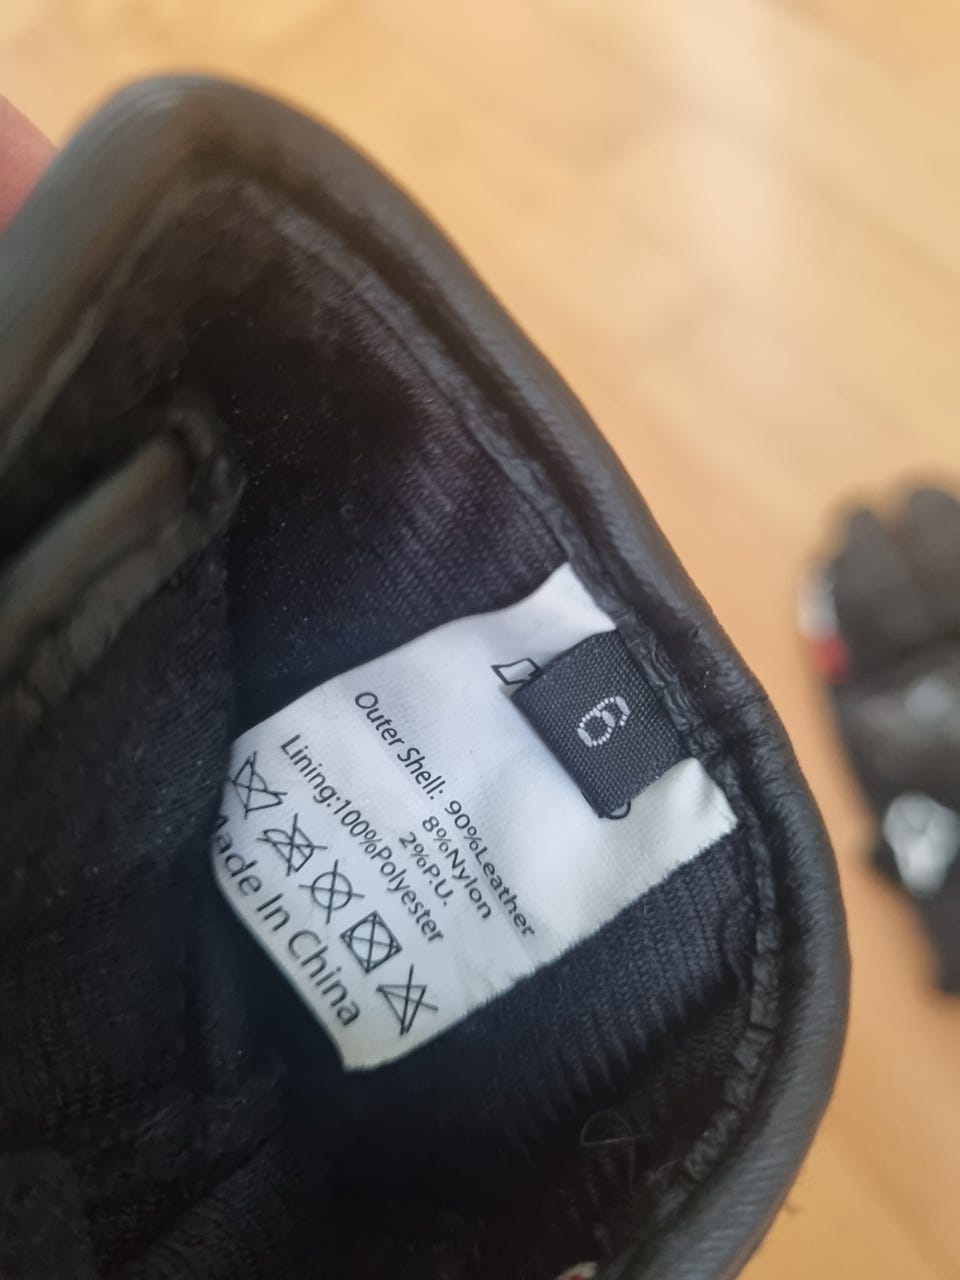 6
Outer Shell: 90%Leather
8%Nylon
2%P.U.
Lining:100%Polyester
Made In China